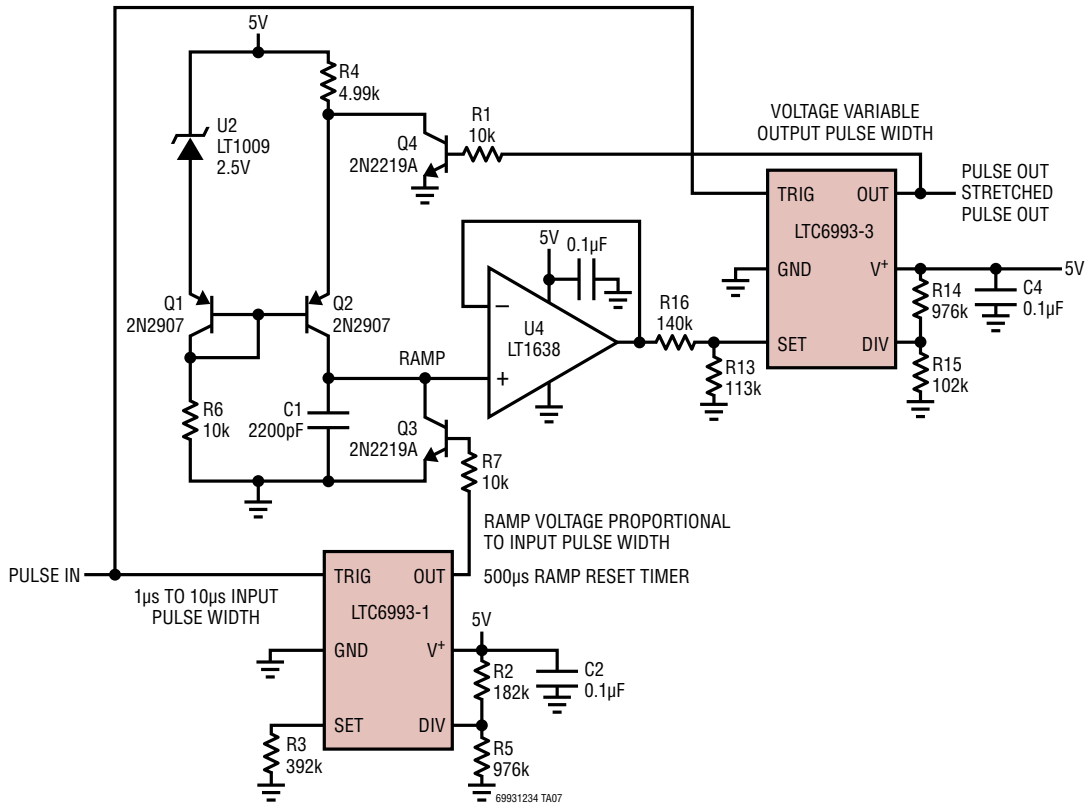 5V
R4
4.99k
U2
LT1009
2.5V
Q4
2N2219A
R1
10k
VOLTAGE VARIABLE
OUTPUT PULSE WIDTH
TRIG
OUT
LTC6993-3
GND
V+
SET
DIV
PULSE OUT
STRETCHED
PULSE OUT
5V
R14
976k
C4
0.1µF
R15
102k
Q1
2N2907
Q2
2N2907
5V
0.1µF
−
+
U4
LT1638
R16
140k
R13
113k
RAMP
R6
10k
C1
2200pF
Q3
2N2219A
R7
10k
RAMP VOLTAGE PROPORTIONAL
TO INPUT PULSE WIDTH
500µs RAMP RESET TIMER
PULSE IN
1µs TO 10µs INPUT
PULSE WIDTH
TRIG
OUT
LTC6993-1
GND
V+
SET
DIV
5V
R2
182k
C2
0.1µF
R3
392k
R5
976k
69931234 TA07